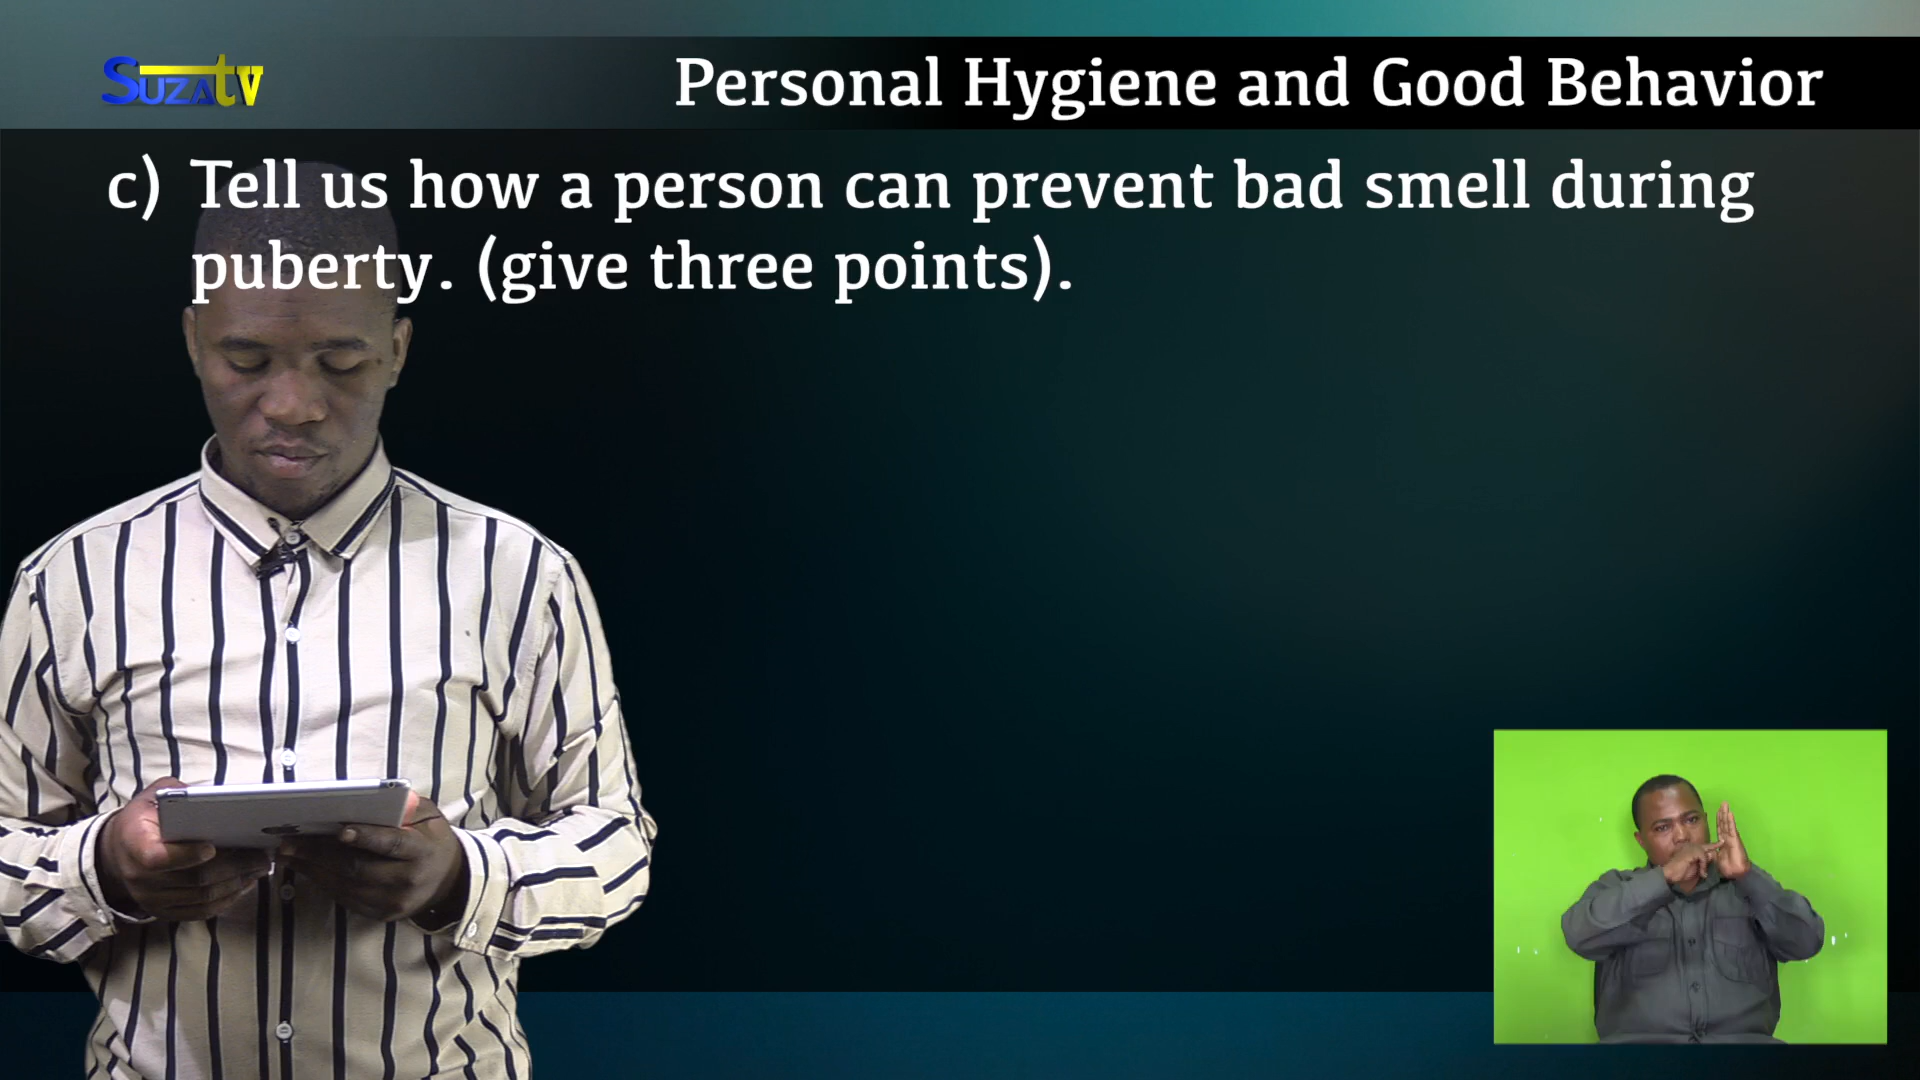 SUZAtv
Personal Hygiene and Good Behavior
c) Tell us how a person can prevent bad smell during
puberty. (give three points).